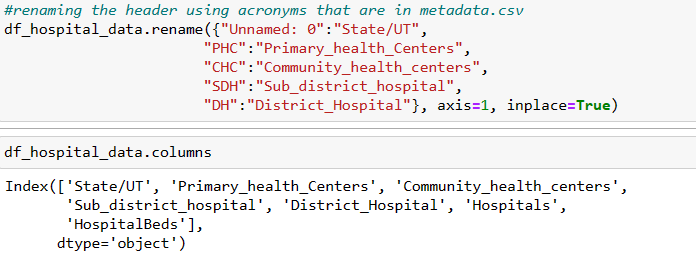 #renaming the header using acronyms that are in metadata.csv
df_hospital_data.rename({"Unnamed: 0":"State/UT",
"PHC":"Primary_health_Centers",
"CHC":"Community_health_centers",
"SDH":"Sub_district_hospital",
"DH":"District_Hospital"}, axis=1, inplace=True)
df_hospital_data.columns
Index(['State/UT', 'Primary_health_Centers', 'Community_health_centers',
'Sub_district_hospital', 'District_Hospital', 'Hospitals',
'HospitalBeds'],
dtype='object')